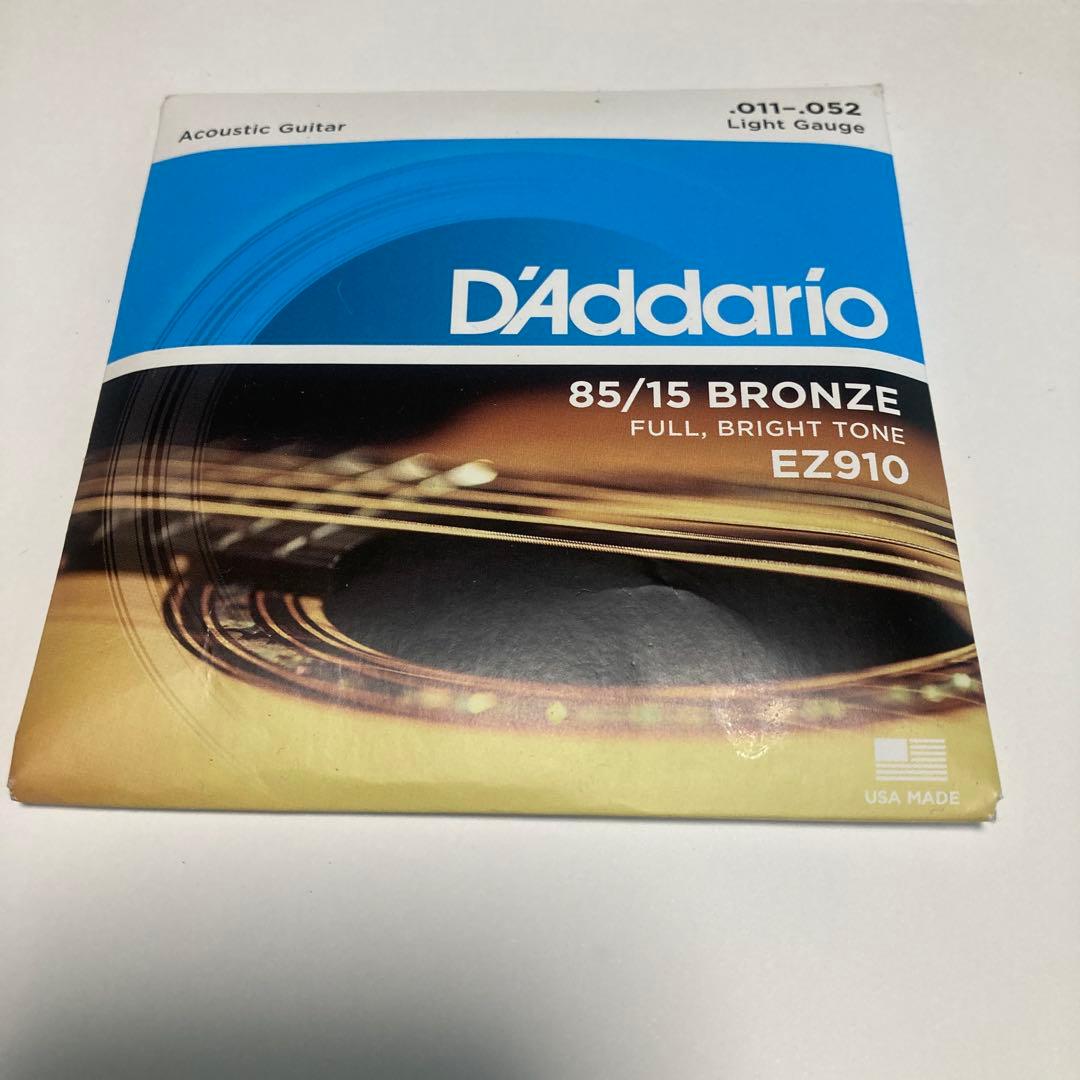 Acoustic Guitar
.011–.052
Light Gauge
D'Addario
85/15 BRONZE
FULL, BRIGHT TONE
EZ910
USA MADE